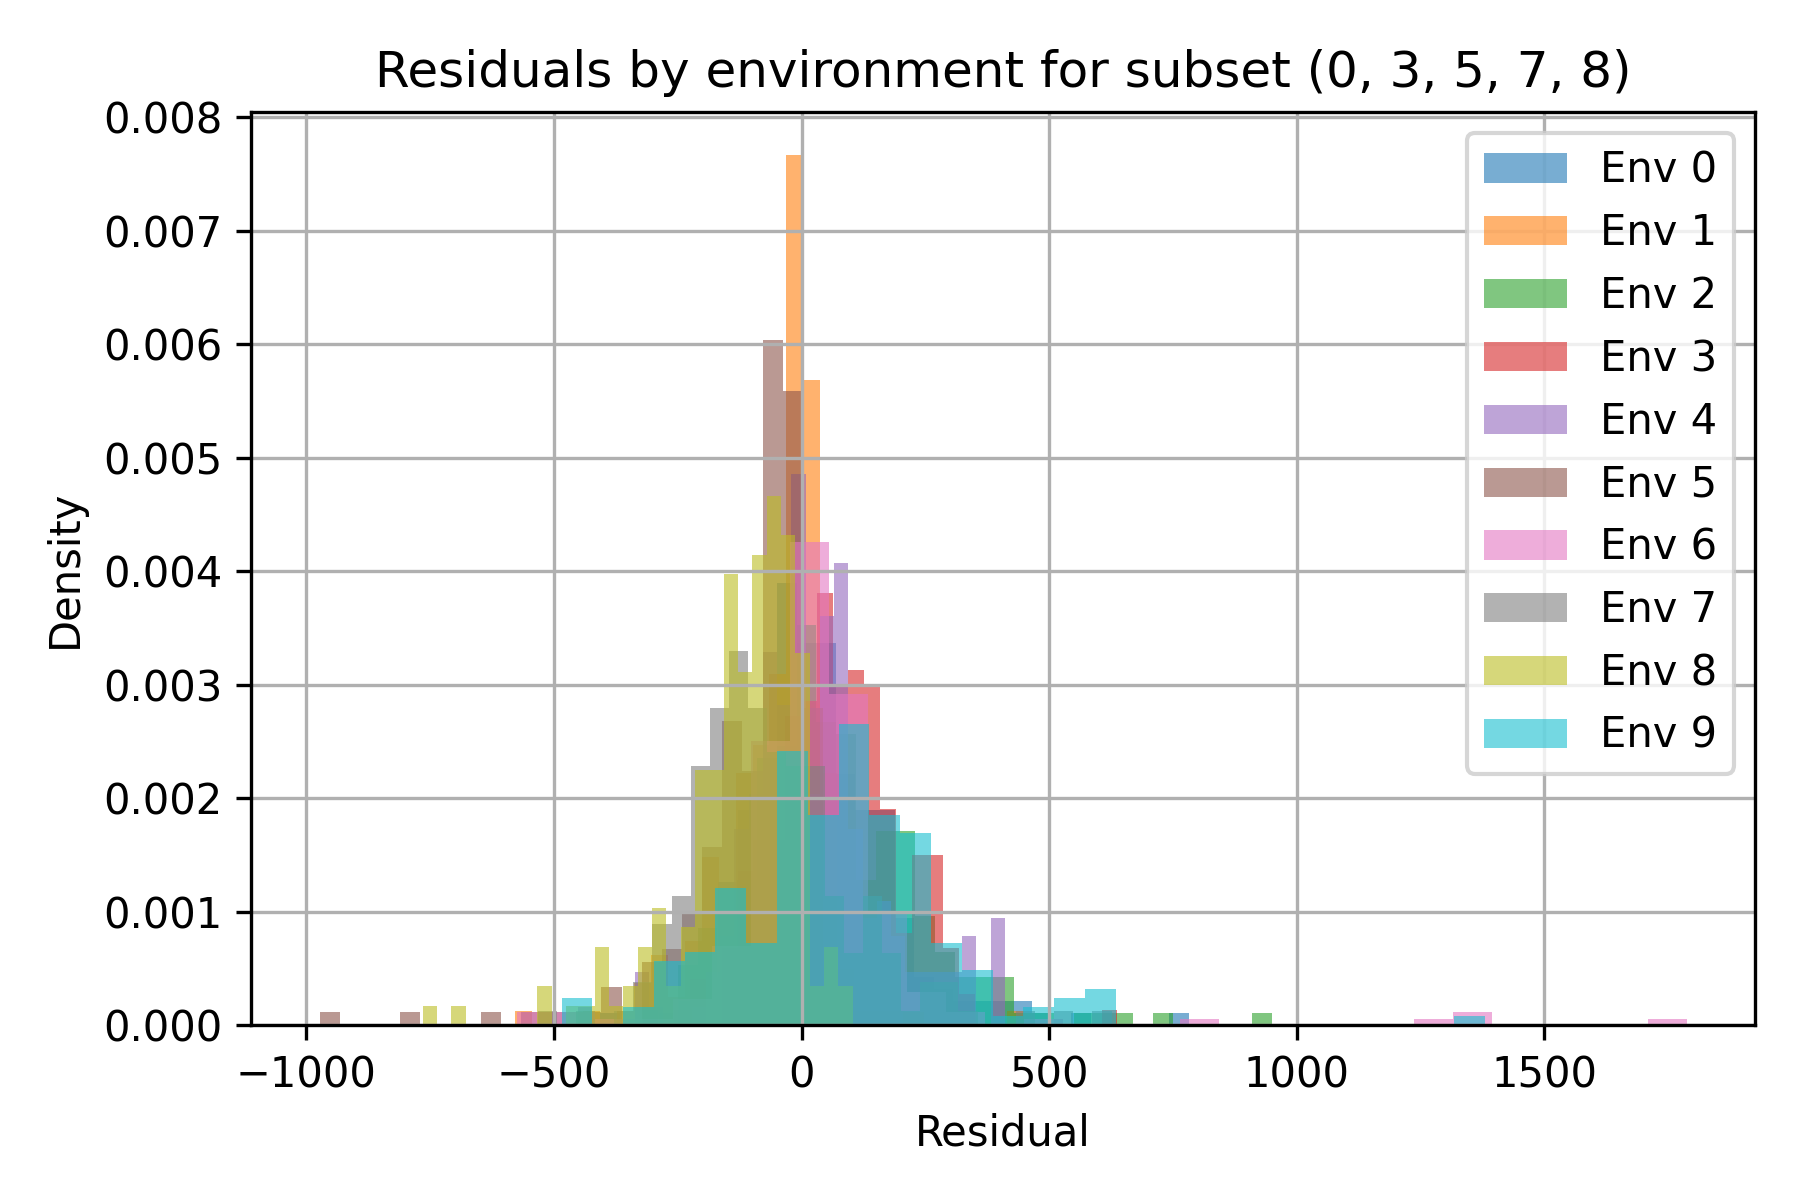 Residuals by environment for subset (0, 3, 5, 7, 8)
0.008
0.007
0.006
0.005
0.004
0.003
0.002
0.001
0.000
Density
−1000
−500
0
500
1000
1500
Residual
Env 0
Env 1
Env 2
Env 3
Env 4
Env 5
Env 6
Env 7
Env 8
Env 9